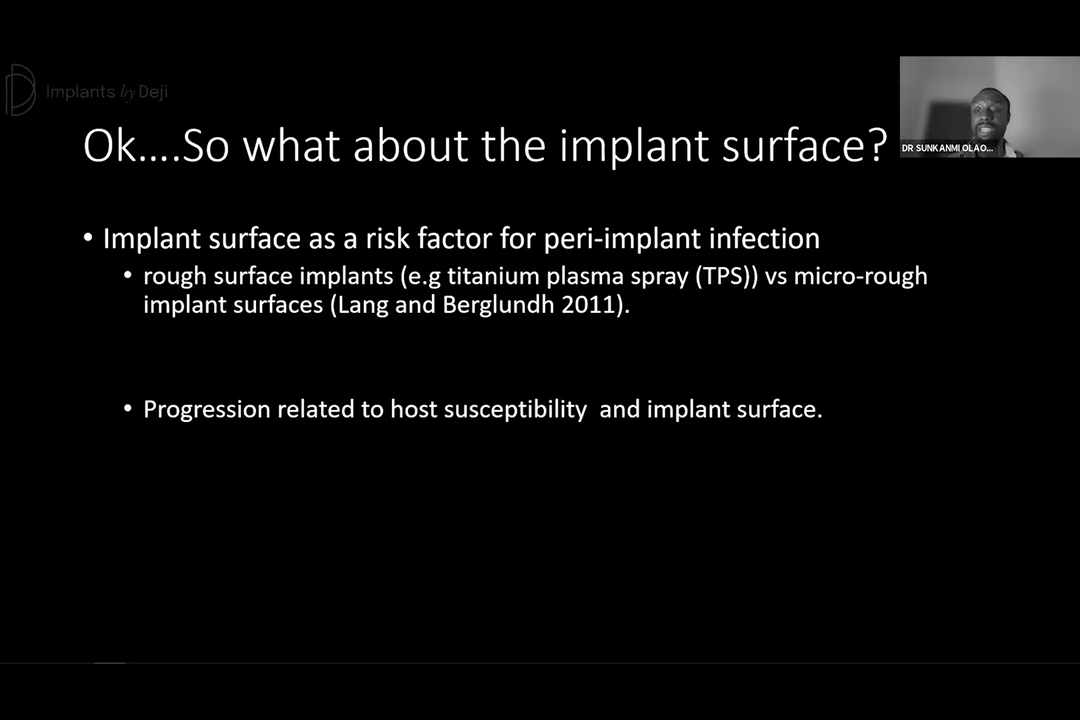 Implants by Deji
Ok....So what about the implant surface?
DR SUNKANMI OLAO...
• Implant surface as a risk factor for peri-implant infection
• rough surface implants (e.g titanium plasma spray (TPS)) vs micro-rough
implant surfaces (Lang and Berglundh 2011).
• Progression related to host susceptibility  and implant surface.